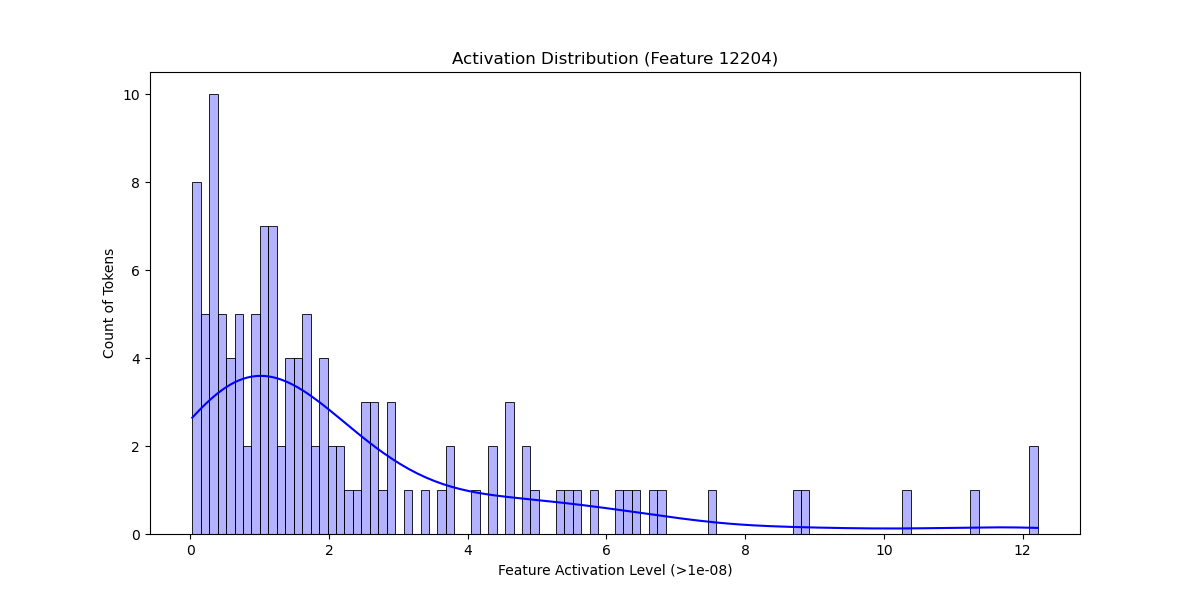 Activation Distribution (Feature 12204)
Count of Tokens
10
8
6
4
2
0
0 2 4 6 8 10 12
Feature Activation Level (>1e-08)